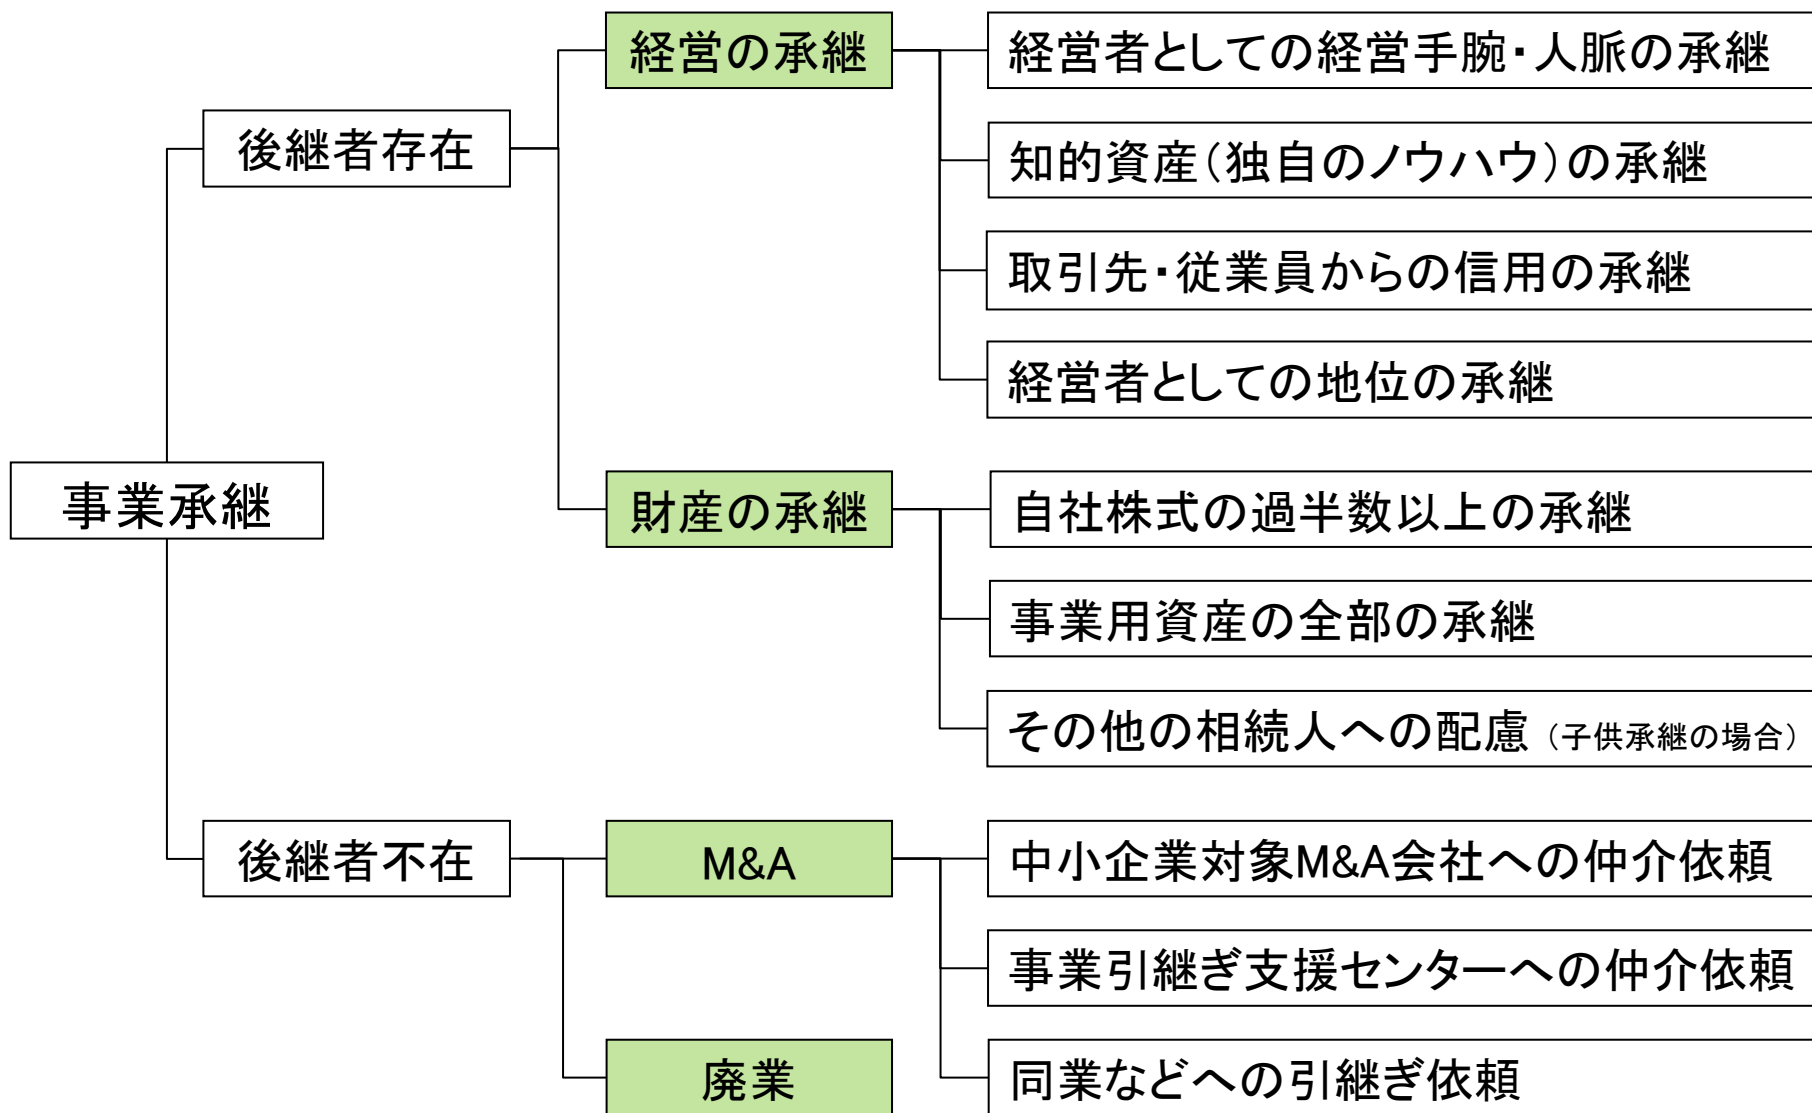 事業承継
後継者存在
経営の承継
経営者としての経営手腕・人脈の承継
知的資産（独自のノウハウ）の承継
取引先・従業員からの信用の承継
経営者としての地位の承継
財産の承継
自社株式の過半数以上の承継
事業用資産の全部の承継
その他の相続人への配慮（子供承継の場合）
後継者不在
M&A
中小企業対象M&A会社への仲介依頼
事業引継ぎ支援センターへの仲介依頼
同業などへの引継ぎ依頼
廃業